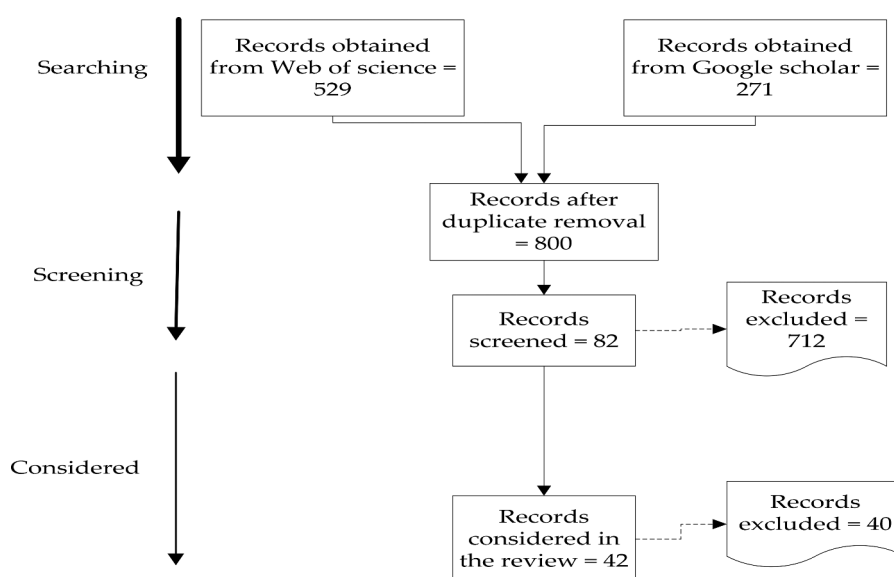 Searching
Records obtained
from Web of science =
529
Records obtained
from Google scholar =
271
Records after
duplicate removal
= 800
Screening
Records
screened = 82
Records
excluded =
712
Considered
Records
considered in
the review = 42
Records
excluded = 40